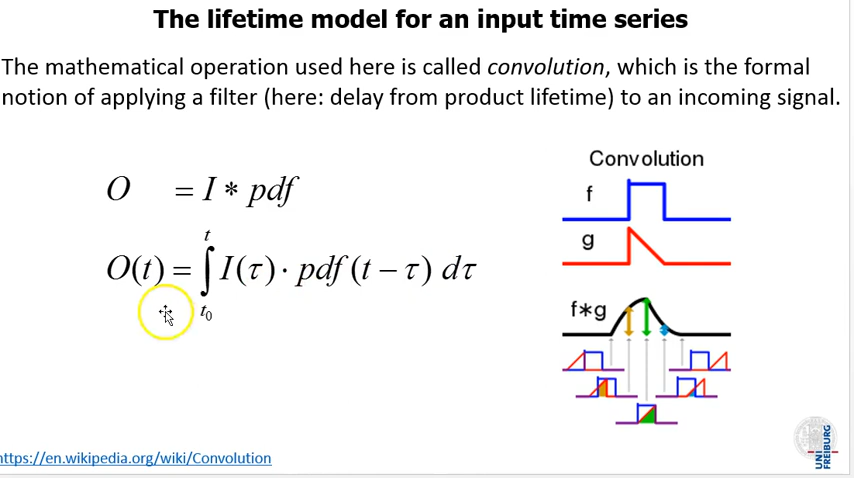 The lifetime model for an input time series
The mathematical operation used here is called convolution, which is the formal
notion of applying a filter (here: delay from product lifetime) to an incoming signal.
O = I * pdf
O(t) = ∫ I(τ) · pdf (t − τ) dτ
t
t₀
Convolution
f
g
f∗g
https://en.wikipedia.org/wiki/Convolution
UNI
FREIBURG